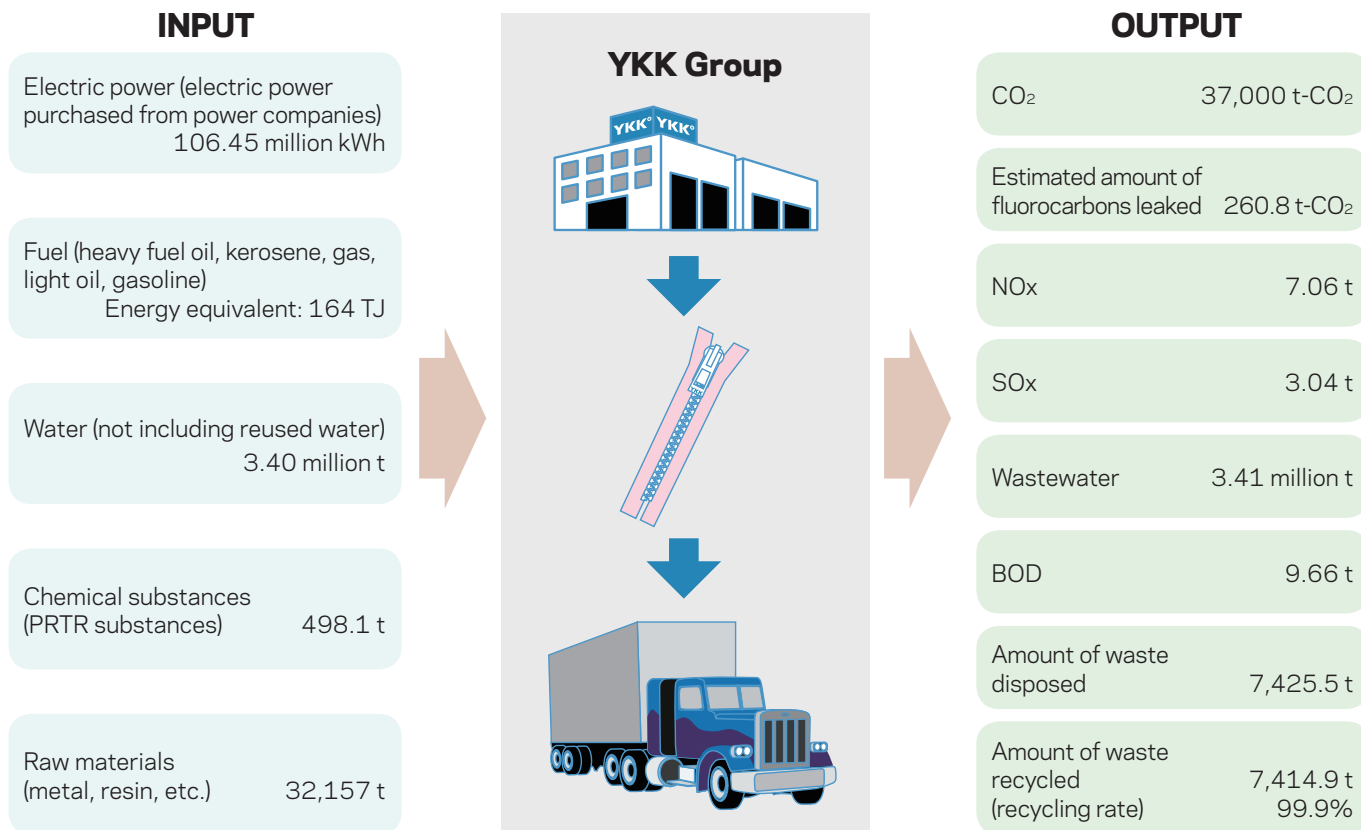 INPUT
Electric power (electric power
purchased from power companies)
106.45 million kWh
Fuel (heavy fuel oil, kerosene, gas,
light oil, gasoline)
Energy equivalent: 164 TJ
Water (not including reused water)
3.40 million t
Chemical substances
(PRTR substances) 498.1 t
Raw materials
(metal, resin, etc.) 32,157 t
YKK Group
YKK° YKK°
OUTPUT
CO₂ 37,000 t-CO₂
Estimated amount of
fluorocarbons leaked 260.8 t-CO₂
NOx 7.06 t
SOx 3.04 t
Wastewater 3.41 million t
BOD 9.66 t
Amount of waste
disposed 7,425.5 t
Amount of waste
recycled 7,414.9 t
(recycling rate) 99.9%